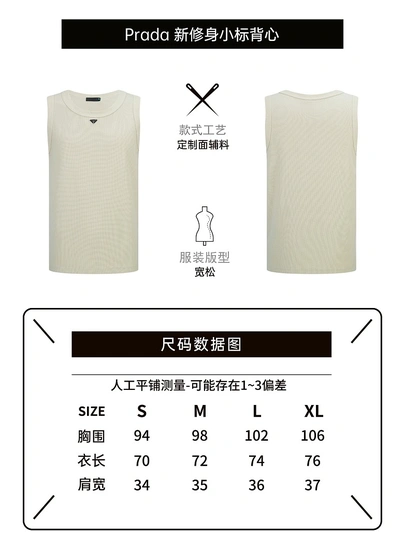 Prada 新修身小标背心
款式工艺
定制面辅料
服装版型
宽松
尺码数据图
人工平铺测量-可能存在1~3偏差
SIZE S M L XL
胸围 94 98 102 106
衣长 70 72 74 76
肩宽 34 35 36 37